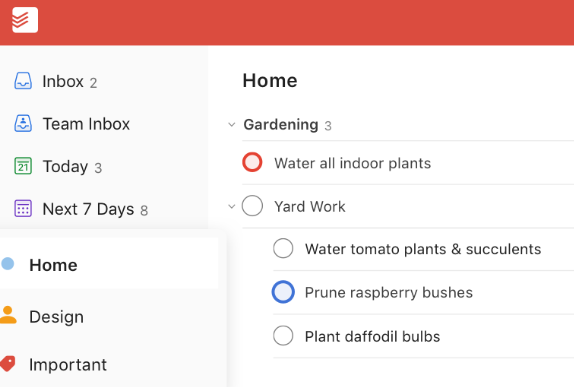 Inbox 2
Team Inbox
21
Today 3
Next 7 Days 8
Home
Design
Important
Home
Gardening 3
Water all indoor plants
Yard Work
Water tomato plants & succulents
Prune raspberry bushes
Plant daffodil bulbs